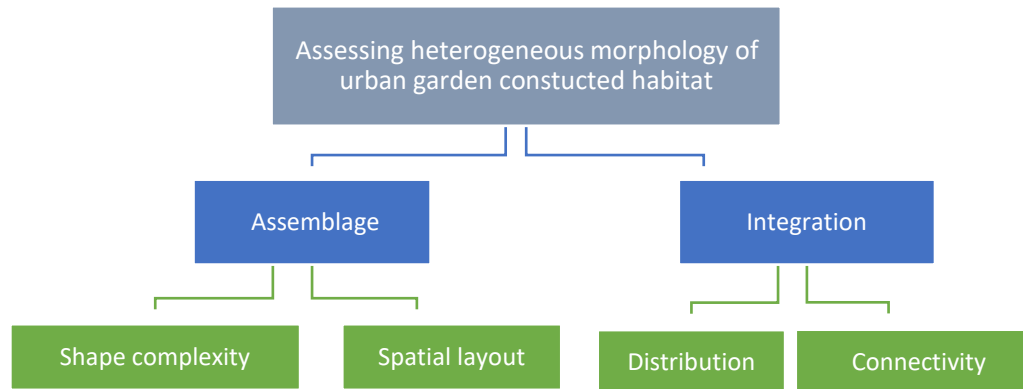 Assessing heterogeneous morphology of
urban garden constucted habitat
Assemblage
Integration
Shape complexity
Spatial layout
Distribution
Connectivity